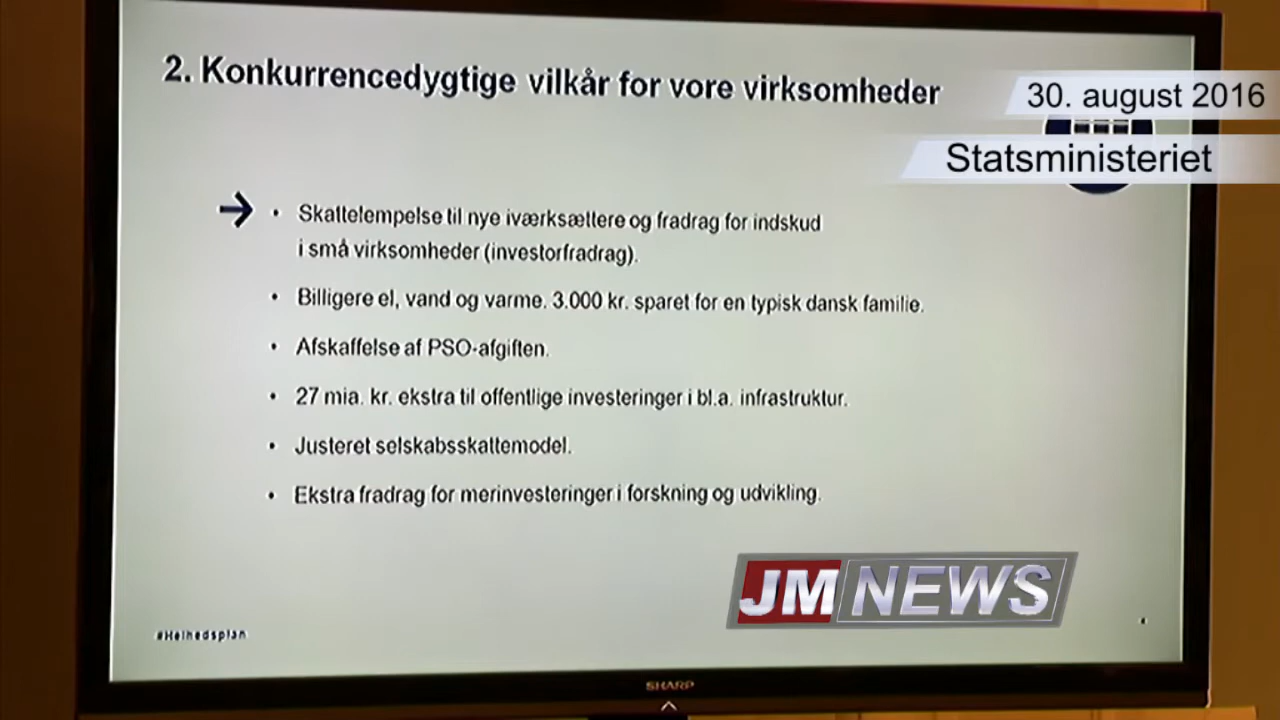 2. Konkurrencedygtige vilkår for vore virksomheder
30. august 2016
Statsministeriet
→ • Skattelempelse til nye iværksættere og fradrag for indskud
i små virksomheder (investorfradrag).
• Billigere el, vand og varme. 3.000 kr. sparet for en typisk dansk familie.
• Afskaffelse af PSO-afgiften.
• 27 mia. kr. ekstra til offentlige investeringer i bl.a. infrastruktur.
• Justeret selskabsskattemodel.
• Ekstra fradrag for merinvesteringer i forskning og udvikling.
JM NEWS
#Helhedsplan
SHARP